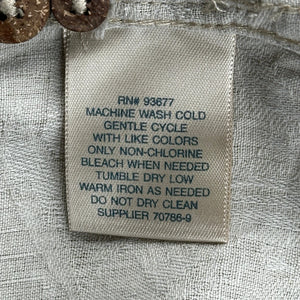 RN# 93677
MACHINE WASH COLD
GENTLE CYCLE
WITH LIKE COLORS
ONLY NON-CHLORINE
BLEACH WHEN NEEDED
TUMBLE DRY LOW
WARM IRON AS NEEDED
DO NOT DRY CLEAN
SUPPLIER 70786-9